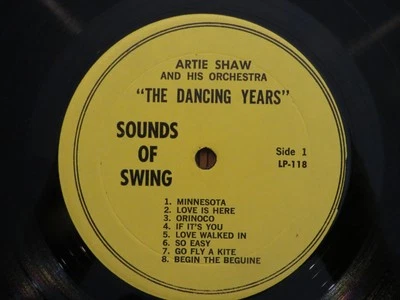 ARTIE SHAW
AND HIS ORCHESTRA
"THE DANCING YEARS"
SOUNDS
OF
SWING
Side 1
LP-118
1. MINNESOTA
2. LOVE IS HERE
3. ORINOCO
4. IF IT'S YOU
5. LOVE WALKED IN
6. SO EASY
7. GO FLY A KITE
8. BEGIN THE BEGUINE